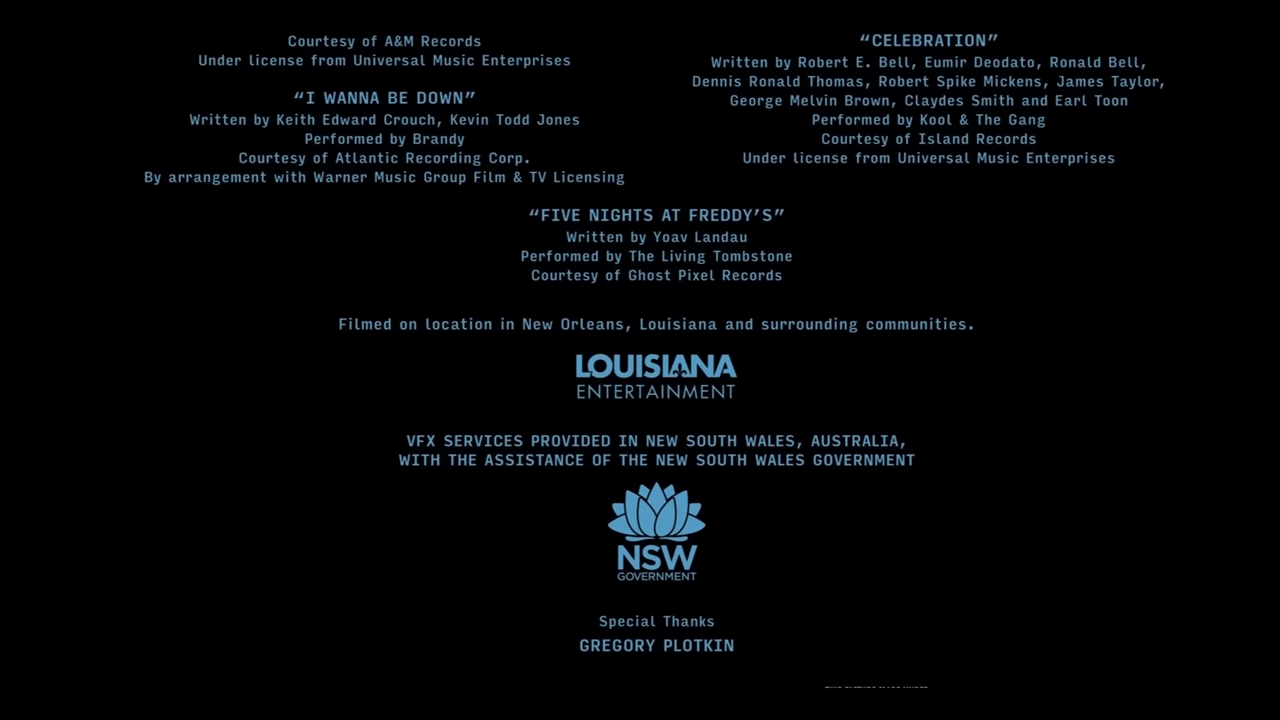 Courtesy of A&M Records
Under license from Universal Music Enterprises
“I WANNA BE DOWN”
Written by Keith Edward Crouch, Kevin Todd Jones
Performed by Brandy
Courtesy of Atlantic Recording Corp.
By arrangement with Warner Music Group Film & TV Licensing
“CELEBRATION”
Written by Robert E. Bell, Eumir Deodato, Ronald Bell,
Dennis Ronald Thomas, Robert Spike Mickens, James Taylor,
George Melvin Brown, Claydes Smith and Earl Toon
Performed by Kool & The Gang
Courtesy of Island Records
Under license from Universal Music Enterprises
“FIVE NIGHTS AT FREDDY’S”
Written by Yoav Landau
Performed by The Living Tombstone
Courtesy of Ghost Pixel Records
Filmed on location in New Orleans, Louisiana and surrounding communities.
LOUISIANA
ENTERTAINMENT
VFX SERVICES PROVIDED IN NEW SOUTH WALES, AUSTRALIA,
WITH THE ASSISTANCE OF THE NEW SOUTH WALES GOVERNMENT
NSW
GOVERNMENT
Special Thanks
GREGORY PLOTKIN